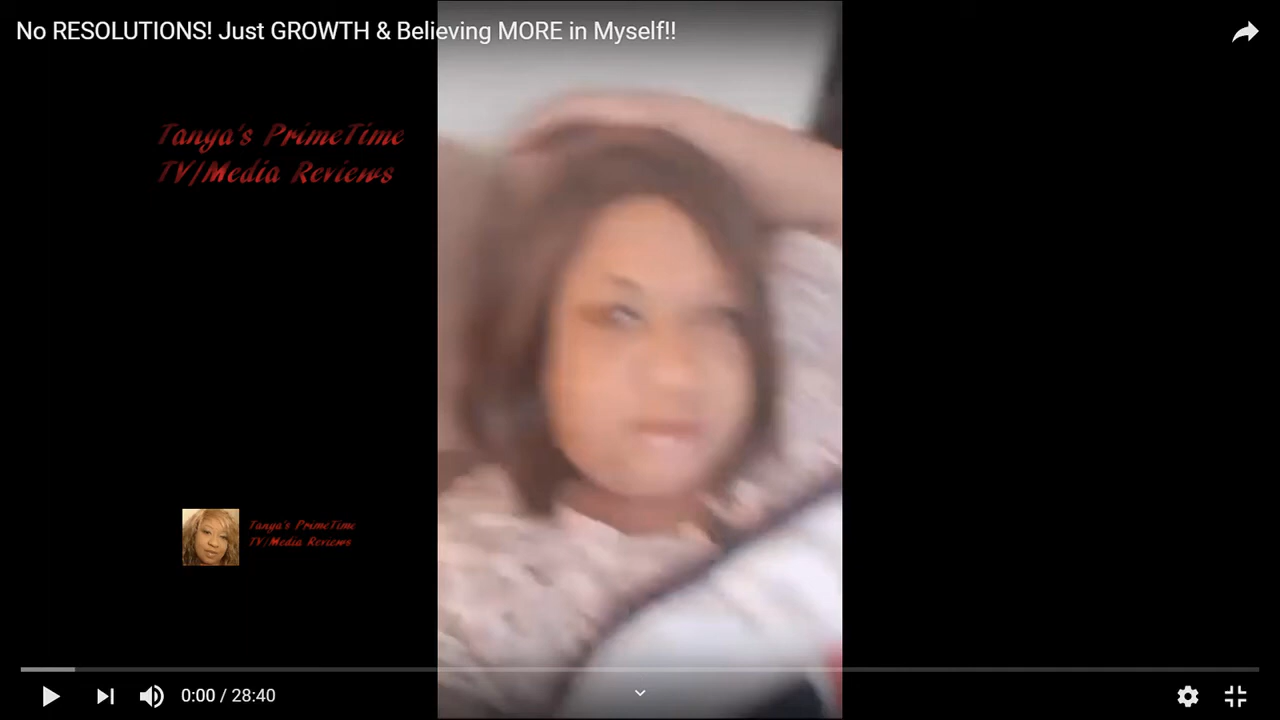 No RESOLUTIONS! Just GROWTH & Believing MORE in Myself!!
Tanya's PrimeTime
TV/Media Reviews
Tanya's PrimeTime
TV/Media Reviews
0:00 / 28:40